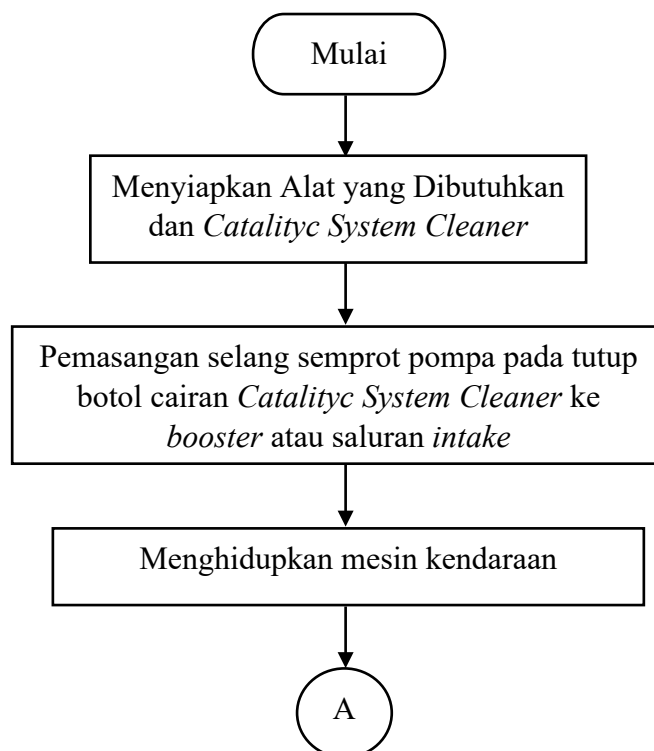 Mulai
Menyiapkan Alat yang Dibutuhkan
dan Catalityc System Cleaner
Pemasangan selang semprot pompa pada tutup
botol cairan Catalityc System Cleaner ke
booster atau saluran intake
Menghidupkan mesin kendaraan
A